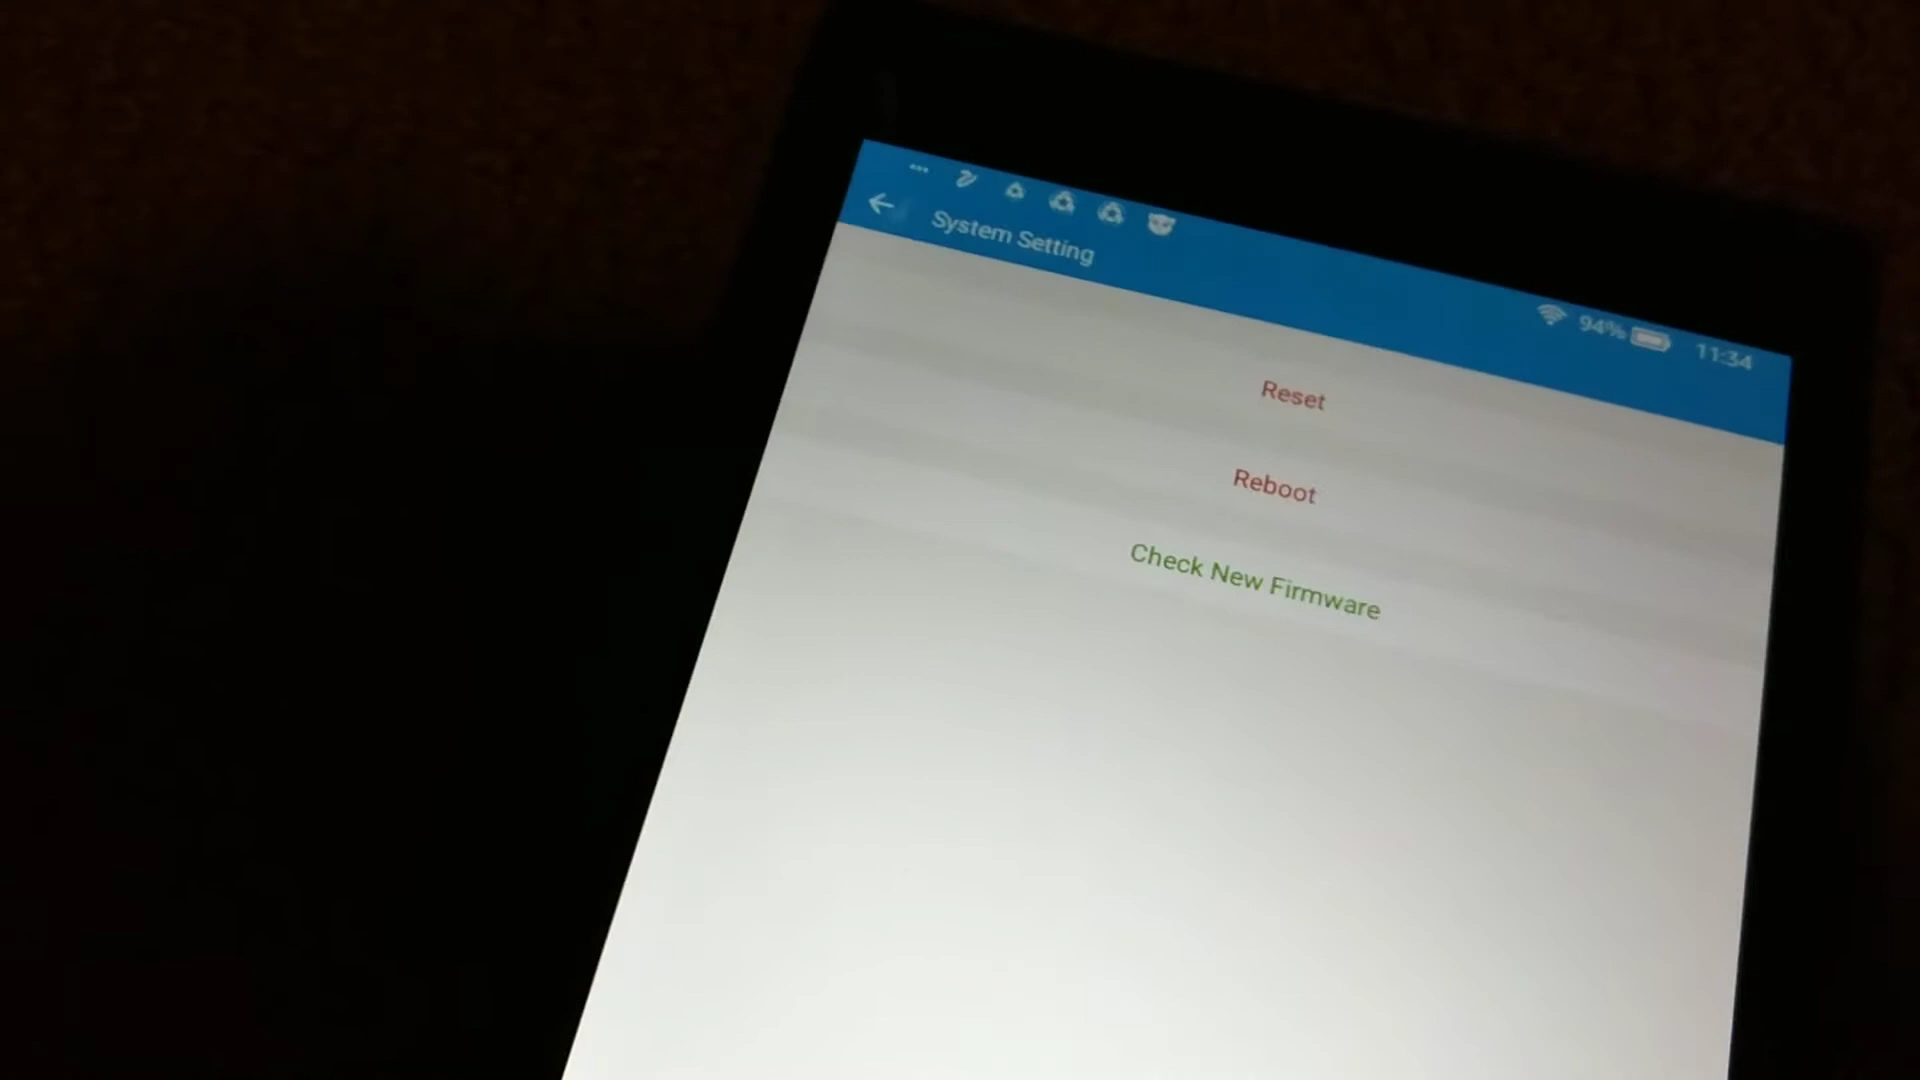 System Setting
94% 11:34
Reset
Reboot
Check New Firmware